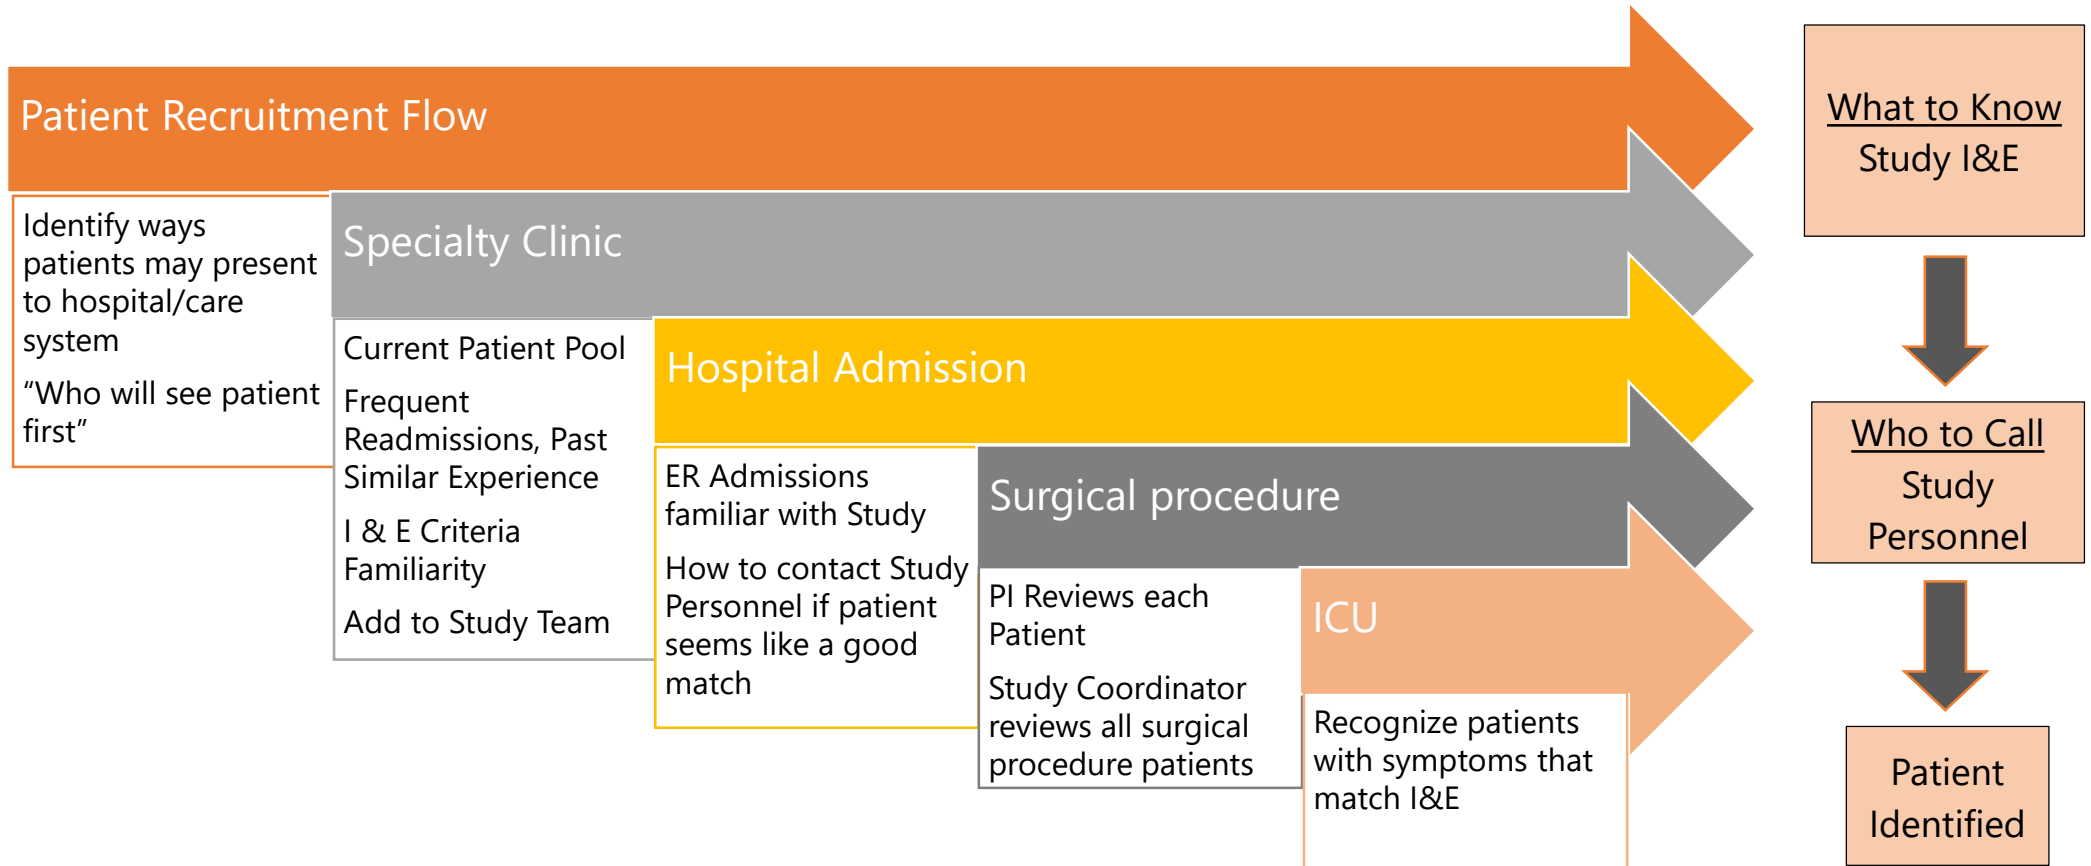 Patient Recruitment Flow
Identify ways
patients may present
to hospital/care
system
“Who will see patient
first”
Specialty Clinic
Current Patient Pool
Frequent
Readmissions, Past
Similar Experience
I & E Criteria
Familiarity
Add to Study Team
Hospital Admission
ER Admissions
familiar with Study
How to contact Study
Personnel if patient
seems like a good
match
Surgical procedure
PI Reviews each
Patient
Study Coordinator
reviews all surgical
procedure patients
ICU
Recognize patients
with symptoms that
match I&E
What to Know
Study I&E
Who to Call
Study
Personnel
Patient
Identified